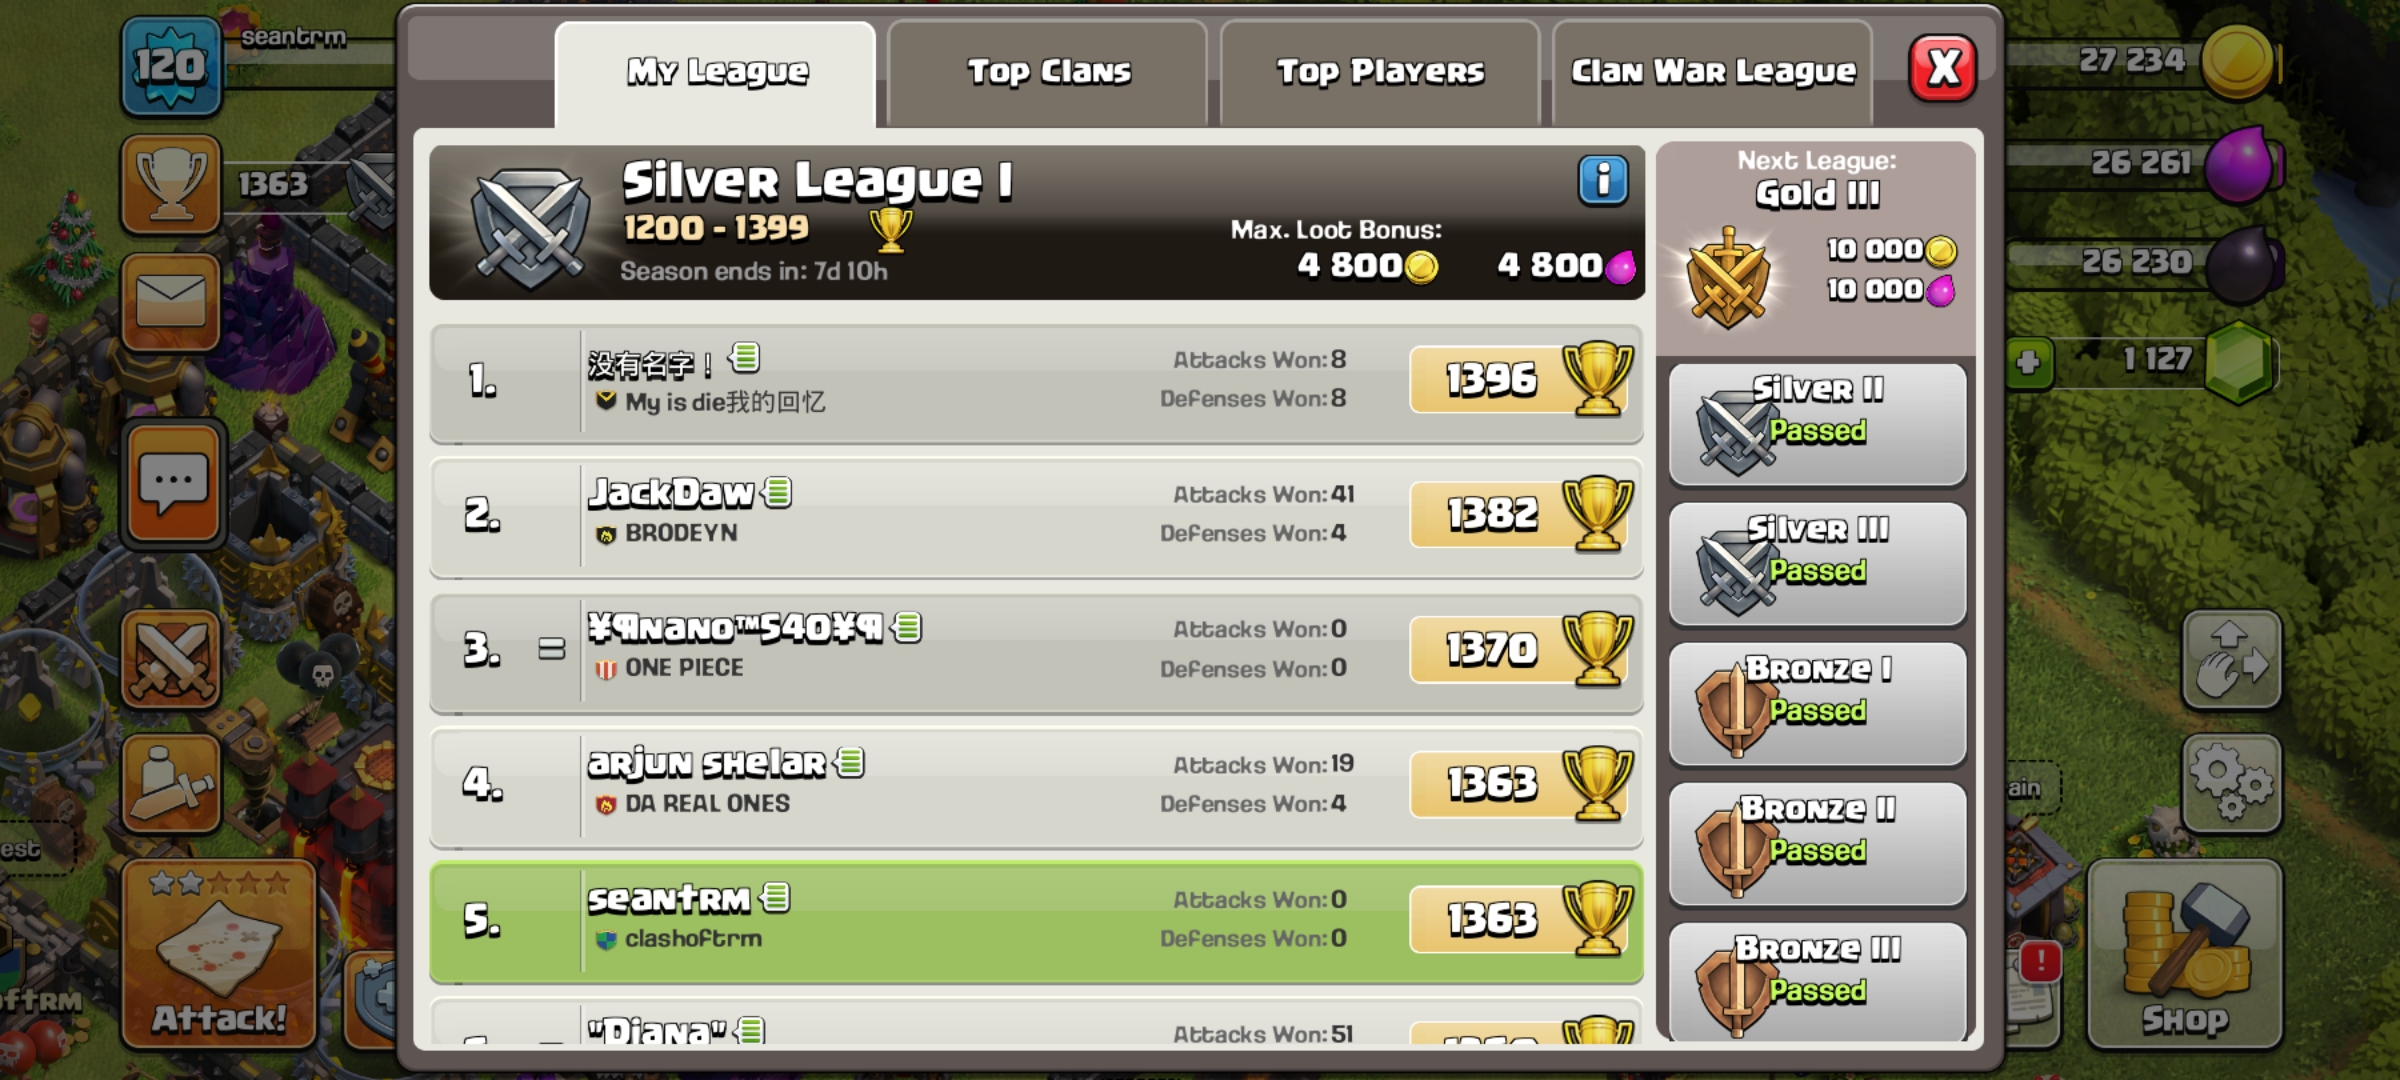 120
seantrm
My League
Top Clans
Top Players
Clan War League
X
27 234
1363
Silver League I
1200 - 1399
Season ends in: 7d 10h
Max. Loot Bonus:
4 800
4 800
Next League:
Gold III
10 000
10 000
26 261
26 230
1 127
1.
没有名字！
My is die我的回忆
Attacks Won: 8
Defenses Won: 8
1396
2.
JackDaw
BRODEYN
Attacks Won: 41
Defenses Won: 4
1382
3. =
¥¶nano™540¥¶
ONE PIECE
Attacks Won: 0
Defenses Won: 0
1370
4.
arjun shelar
DA REAL ONES
Attacks Won: 19
Defenses Won: 4
1363
5.
seantrm
clashoftrm
Attacks Won: 0
Defenses Won: 0
1363
"Diana"
Attacks Won: 51
Silver II
Passed
Silver III
Passed
Bronze I
Passed
Bronze II
Passed
Bronze III
Passed
est
ain
oftrm
Attack!
!
Shop